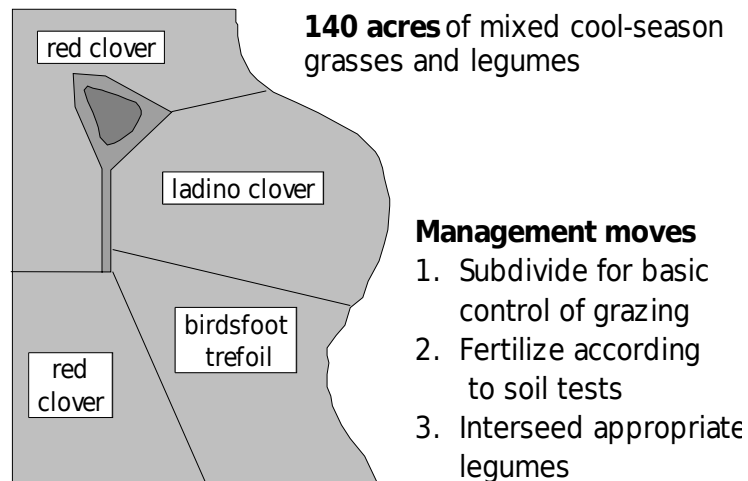 140 acres of mixed cool-season
grasses and legumes
red clover
ladino clover
birdsfoot
trefoil
red
clover
Management moves
1. Subdivide for basic
control of grazing
2. Fertilize according
to soil tests
3. Interseed appropriate
legumes